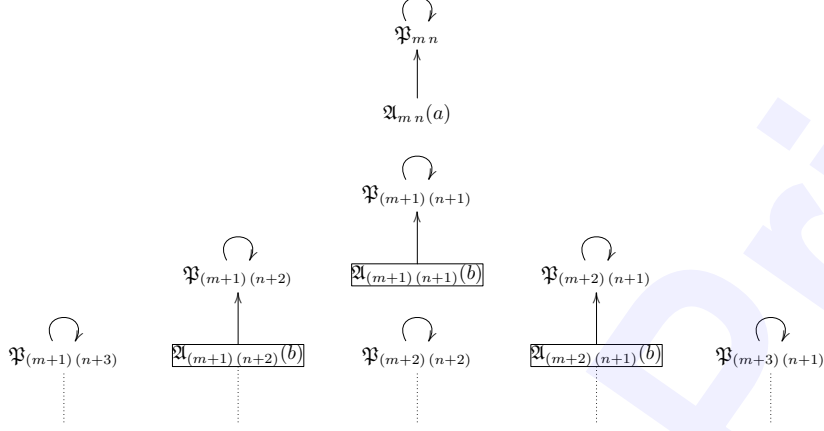 𝔓_{m n}
𝔄_{m n}(a)
𝔓_{(m+1) (n+1)}
𝔓_{(m+1) (n+2)} 𝔄_{(m+1) (n+1)}(b) 𝔓_{(m+2) (n+1)}
𝔓_{(m+1) (n+3)} 𝔄_{(m+1) (n+2)}(b) 𝔓_{(m+2) (n+2)} 𝔄_{(m+2) (n+1)}(b) 𝔓_{(m+3) (n+1)}
Pri